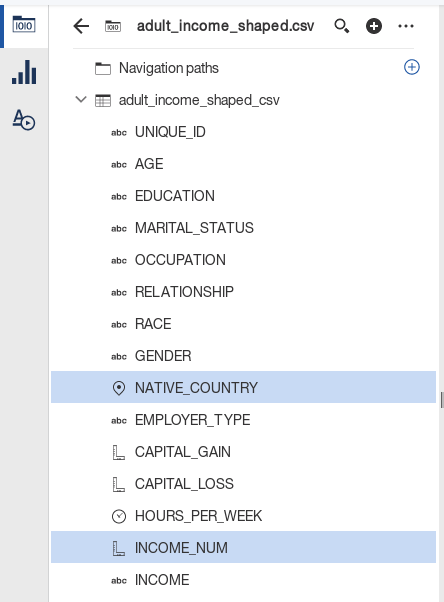 adult_income_shaped.csv
Navigation paths
adult_income_shaped_csv
abc UNIQUE_ID
abc AGE
abc EDUCATION
abc MARITAL_STATUS
abc OCCUPATION
abc RELATIONSHIP
abc RACE
abc GENDER
NATIVE_COUNTRY
abc EMPLOYER_TYPE
CAPITAL_GAIN
CAPITAL_LOSS
HOURS_PER_WEEK
INCOME_NUM
abc INCOME